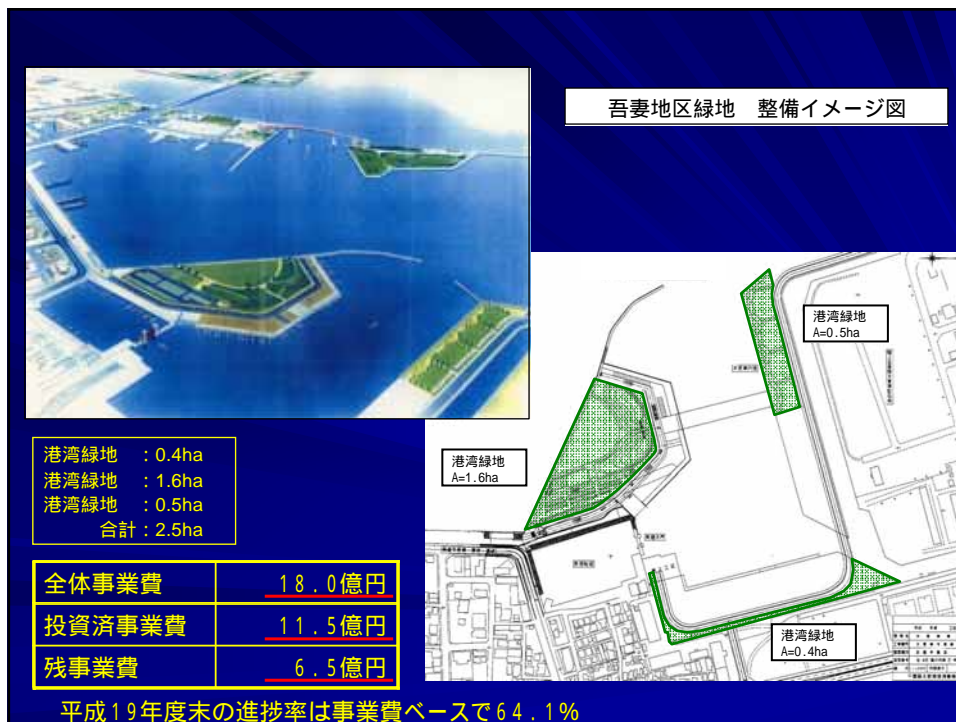 吾妻地区緑地　整備イメージ図
港湾緑地
A=0.5ha
港湾緑地
A=1.6ha
港湾緑地
A=0.4ha
港湾緑地　：0.4ha
港湾緑地　：1.6ha
港湾緑地　：0.5ha
合計：2.5ha
全体事業費　18.0億円
投資済事業費　11.5億円
残事業費　6.5億円
平成19年度末の進捗率は事業費ベースで64.1%